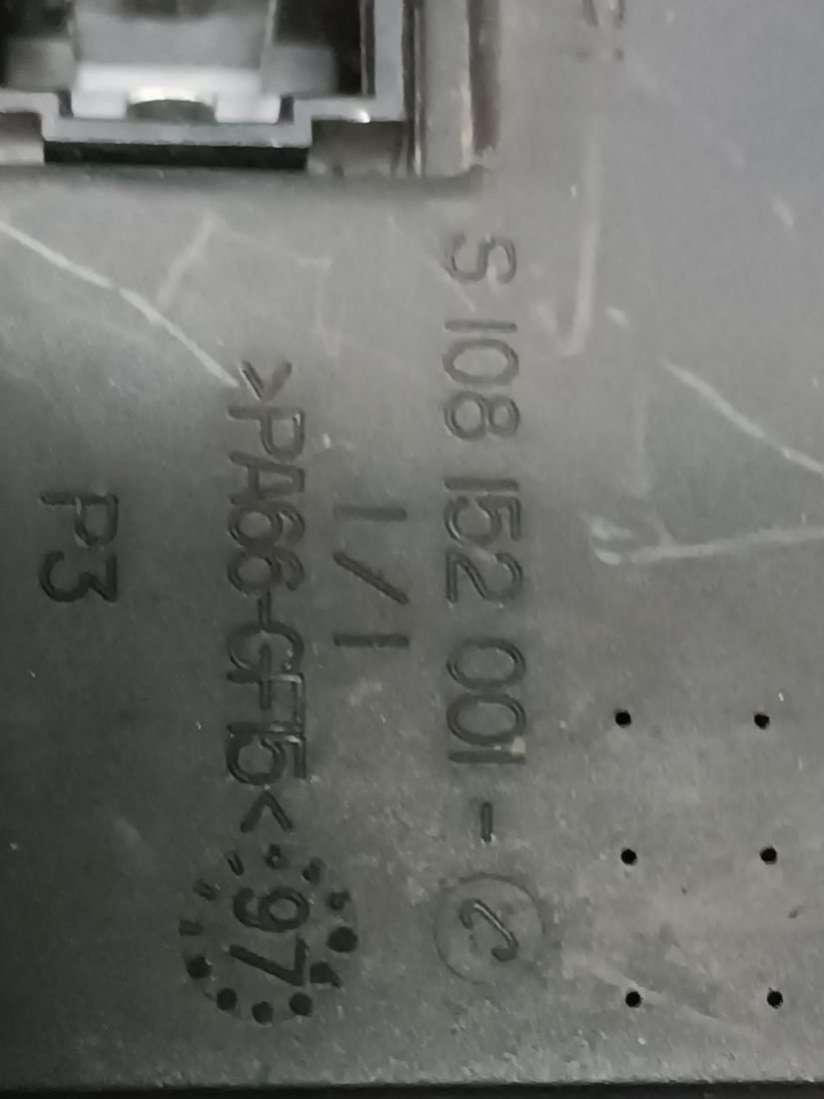 S 108 152 001 -
1/1
>PA66-GF15<
97
P3